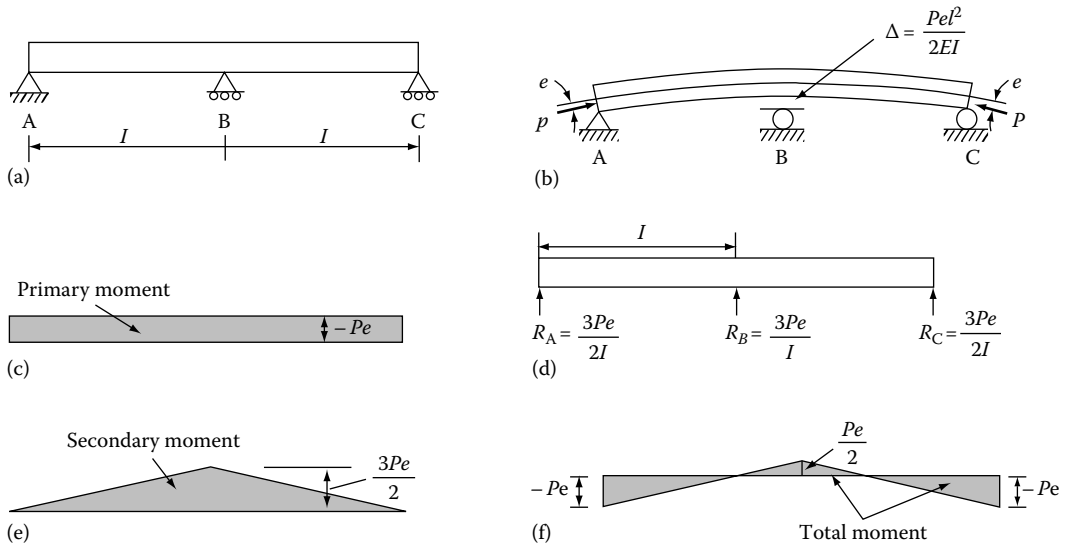 A
B
C
I
I
(a)
Δ = Pel² / 2EI
e
e
p
P
A
B
C
(b)
Primary moment
− Pe
(c)
I
R_A = 3Pe / 2I
R_B = 3Pe / I
R_C = 3Pe / 2I
(d)
Secondary moment
3Pe / 2
(e)
Pe / 2
− Pe
− Pe
Total moment
(f)